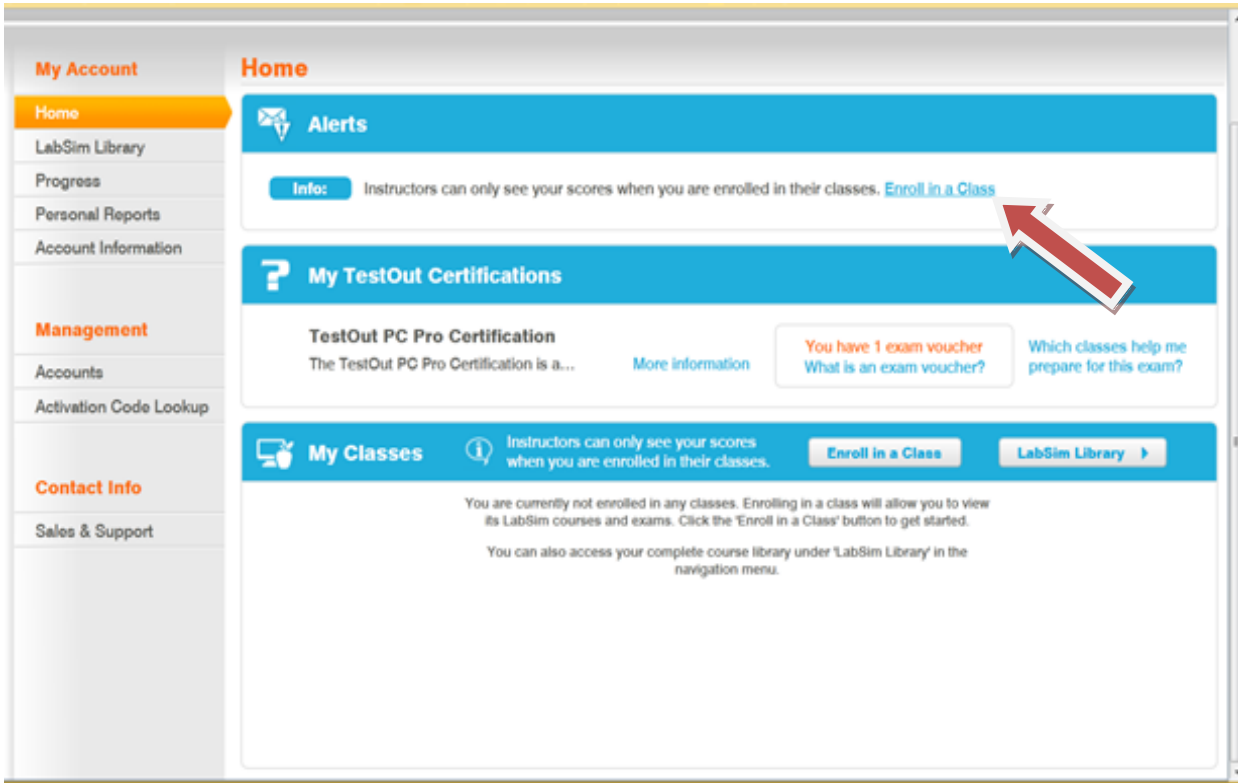 My Account
Home
LabSim Library
Progress
Personal Reports
Account Information
Management
Accounts
Activation Code Lookup
Contact Info
Sales & Support
Home
Alerts
Info: Instructors can only see your scores when you are enrolled in their classes. Enroll in a Class
My TestOut Certifications
TestOut PC Pro Certification
The TestOut PC Pro Certification is a...
More information
You have 1 exam voucher
What is an exam voucher?
Which classes help me
prepare for this exam?
My Classes
Instructors can only see your scores
when you are enrolled in their classes.
Enroll in a Class
LabSim Library
You are currently not enrolled in any classes. Enrolling in a class will allow you to view
its LabSim courses and exams. Click the 'Enroll in a Class' button to get started.
You can also access your complete course library under 'LabSim Library' in the
navigation menu.